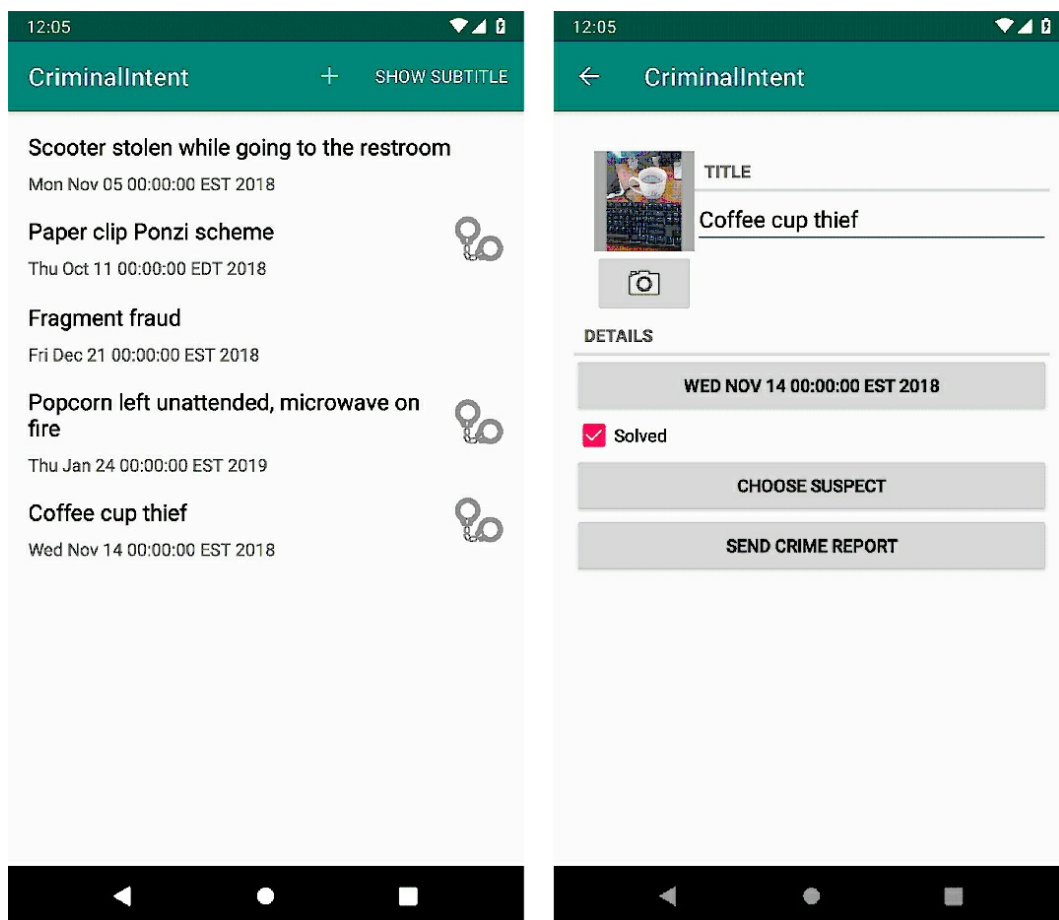 12:05
CriminalIntent + SHOW SUBTITLE
Scooter stolen while going to the restroom
Mon Nov 05 00:00:00 EST 2018
Paper clip Ponzi scheme
Thu Oct 11 00:00:00 EDT 2018
Fragment fraud
Fri Dec 21 00:00:00 EST 2018
Popcorn left unattended, microwave on
fire
Thu Jan 24 00:00:00 EST 2019
Coffee cup thief
Wed Nov 14 00:00:00 EST 2018
12:05
CriminalIntent
TITLE
Coffee cup thief
DETAILS
WED NOV 14 00:00:00 EST 2018
Solved
CHOOSE SUSPECT
SEND CRIME REPORT